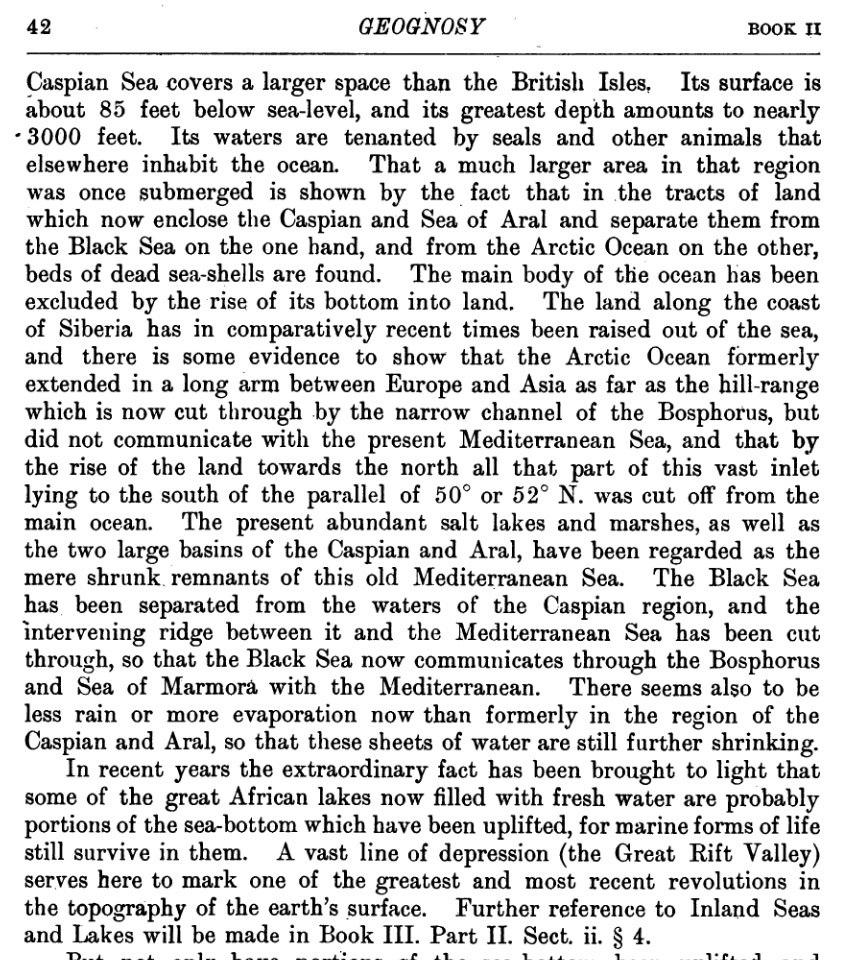 42 GEOGNOSY BOOK II
Caspian Sea covers a larger space than the British Isles. Its surface is
about 85 feet below sea-level, and its greatest depth amounts to nearly
3000 feet. Its waters are tenanted by seals and other animals that
elsewhere inhabit the ocean. That a much larger area in that region
was once submerged is shown by the fact that in the tracts of land
which now enclose the Caspian and Sea of Aral and separate them from
the Black Sea on the one hand, and from the Arctic Ocean on the other,
beds of dead sea-shells are found. The main body of the ocean has been
excluded by the rise of its bottom into land. The land along the coast
of Siberia has in comparatively recent times been raised out of the sea,
and there is some evidence to show that the Arctic Ocean formerly
extended in a long arm between Europe and Asia as far as the hill-range
which is now cut through by the narrow channel of the Bosphorus, but
did not communicate with the present Mediterranean Sea, and that by
the rise of the land towards the north all that part of this vast inlet
lying to the south of the parallel of 50° or 52° N. was cut off from the
main ocean. The present abundant salt lakes and marshes, as well as
the two large basins of the Caspian and Aral, have been regarded as the
mere shrunk remnants of this old Mediterranean Sea. The Black Sea
has been separated from the waters of the Caspian region, and the
intervening ridge between it and the Mediterranean Sea has been cut
through, so that the Black Sea now communicates through the Bosphorus
and Sea of Marmora with the Mediterranean. There seems also to be
less rain or more evaporation now than formerly in the region of the
Caspian and Aral, so that these sheets of water are still further shrinking.
In recent years the extraordinary fact has been brought to light that
some of the great African lakes now filled with fresh water are probably
portions of the sea-bottom which have been uplifted, for marine forms of life
still survive in them. A vast line of depression (the Great Rift Valley)
serves here to mark one of the greatest and most recent revolutions in
the topography of the earth's surface. Further reference to Inland Seas
and Lakes will be made in Book III. Part II. Sect. ii. § 4.
But not only have portions of the sea-bottom been uplifted and